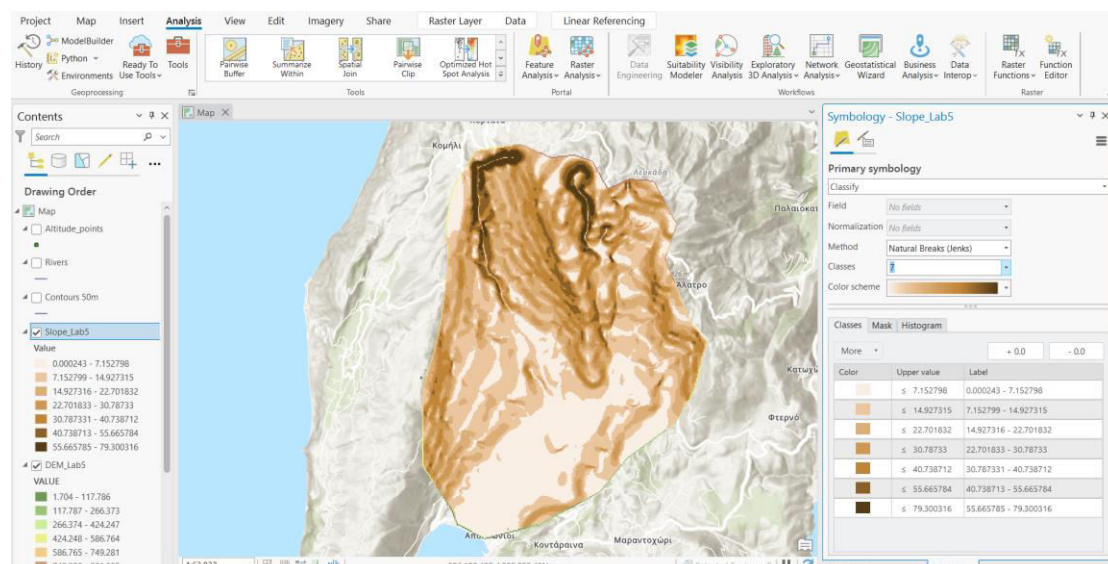 Project Map Insert Analysis View Edit Imagery Share Raster Layer Data Linear Referencing
ModelBuilder
Python
Environments
History
Ready To Use Tools
Tools
Geoprocessing
Pairwise Buffer
Summarize Within
Spatial Join
Pairwise Clip
Optimized Hot Spot Analysis
Tools
Feature Analysis
Raster Analysis
Portal
Data Engineering
Suitability Modeler
Visibility Analysis
Exploratory 3D Analysis
Network Analysis
Geostatistical Wizard
Business Analysis
Data Interop
Workflows
Raster Functions
Function Editor
Raster
Contents
Search
Drawing Order
Map
Altitude_points
Rivers
Contours 50m
Slope_Lab5
Value
0.000243 - 7.152798
7.152799 - 14.927315
14.927316 - 22.701832
22.701833 - 30.78733
30.787331 - 40.738712
40.738713 - 55.665784
55.665785 - 79.300316
DEM_Lab5
VALUE
1.704 - 117.786
117.787 - 266.373
266.374 - 424.247
424.248 - 586.764
586.765 - 749.281
Map
Κομήλι
Λευκάδα
Παλαιοκατ
Αλατρο
Κατωχώ
Φτερνό
Μαραντοχώρι
Κοντάραινα
Symbology - Slope_Lab5
Primary symbology
Classify
Field No fields
Normalization No fields
Method Natural Breaks (Jenks)
Classes 7
Color scheme
Classes Mask Histogram
More + 0.0 - 0.0
Color Upper value Label
≤ 7.152798 0.000243 - 7.152798
≤ 14.927315 7.152799 - 14.927315
≤ 22.701832 14.927316 - 22.701832
≤ 30.78733 22.701833 - 30.78733
≤ 40.738712 30.787331 - 40.738712
≤ 55.665784 40.738713 - 55.665784
≤ 79.300316 55.665785 - 79.300316